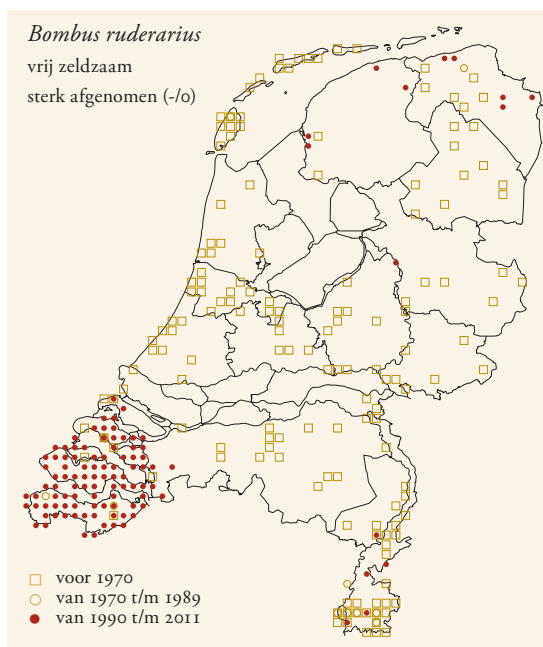 Bombus ruderarius
vrij zeldzaam
sterk afgenomen (-/0)
voor 1970
van 1970 t/m 1989
van 1990 t/m 2011